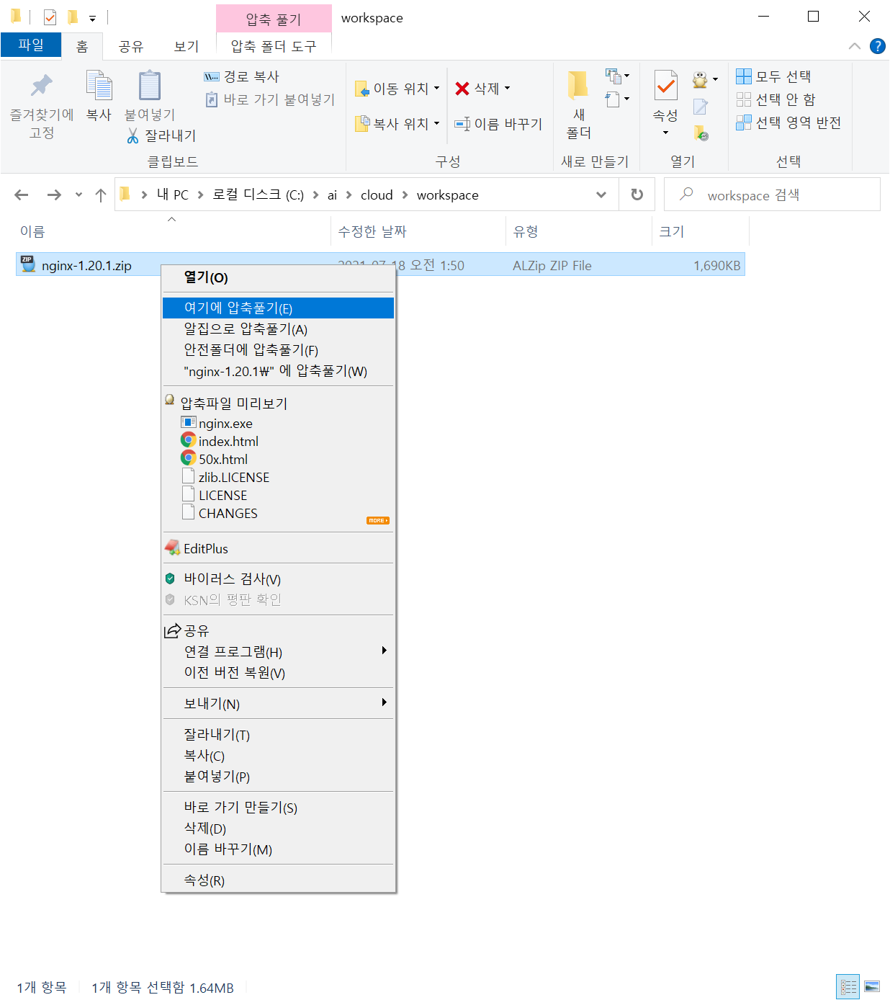 압축 풀기
workspace
파일
홈
공유
보기
압축 폴더 도구
즐겨찾기에
고정
복사
붙여넣기
경로 복사
바로 가기 붙여넣기
잘라내기
클립보드
이동 위치
복사 위치
삭제
이름 바꾸기
구성
새
폴더
새로 만들기
속성
열기
모두 선택
선택 안 함
선택 영역 반전
선택
내 PC > 로컬 디스크 (C:) > ai > cloud > workspace
workspace 검색
이름
수정한 날짜
유형
크기
ZIP
nginx-1.20.1.zip
2021-07-18 오전 1:50
ALZip ZIP File
1,690KB
열기(O)
여기에 압축풀기(E)
알집으로 압축풀기(A)
안전폴더에 압축풀기(F)
"nginx-1.20.1₩" 에 압축풀기(W)
압축파일 미리보기
nginx.exe
index.html
50x.html
zlib.LICENSE
LICENSE
CHANGES
MORE
EditPlus
바이러스 검사(V)
KSN의 평판 확인
공유
연결 프로그램(H)
이전 버전 복원(V)
보내기(N)
잘라내기(T)
복사(C)
붙여넣기(P)
바로 가기 만들기(S)
삭제(D)
이름 바꾸기(M)
속성(R)
1개 항목
1개 항목 선택함 1.64MB